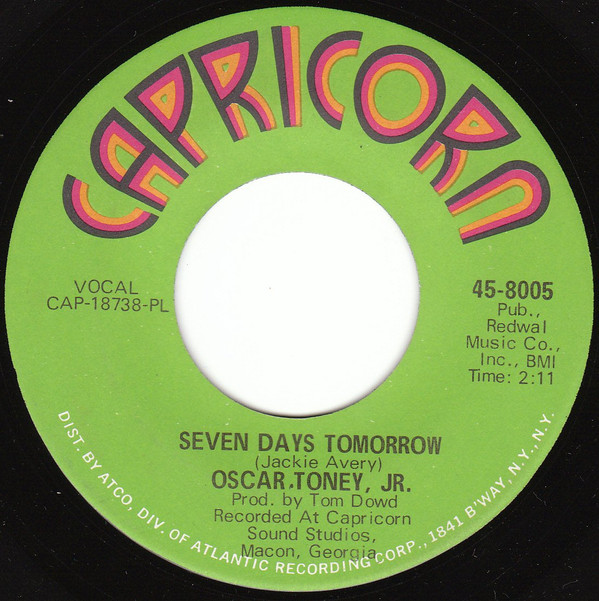 CAPRICORN
VOCAL
CAP-18738-PL
45-8005
Pub.,
Redwal
Music Co.,
Inc., BMI
Time: 2:11
SEVEN DAYS TOMORROW
(Jackie Avery)
OSCAR TONEY, JR.
Prod. by Tom Dowd
Recorded At Capricorn
Sound Studios,
Macon, Georgia
DIST. BY ATCO, DIV. OF ATLANTIC RECORDING CORP., 1841 B'WAY, N.Y., N.Y.